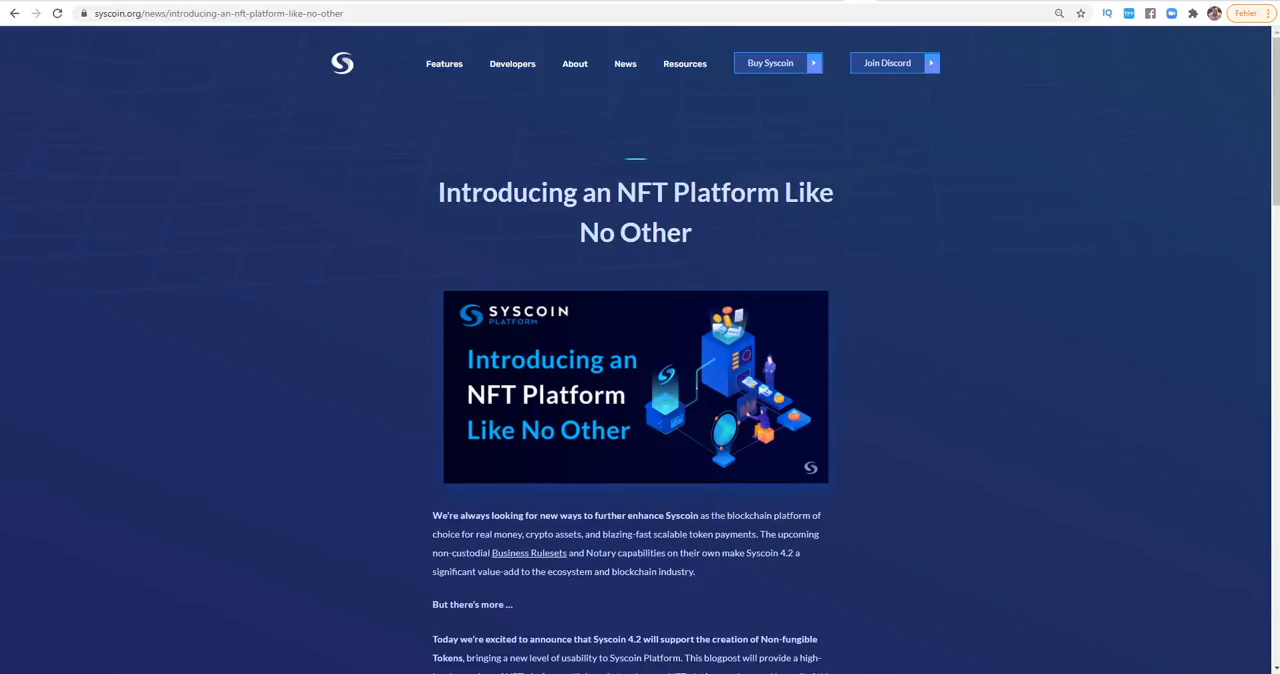 syscoin.org/news/introducing-an-nft-platform-like-no-other
IQ
Fehler
Features
Developers
About
News
Resources
Buy Syscoin
Join Discord
Introducing an NFT Platform Like
No Other
SYSCOIN
PLATFORM
Introducing an
NFT Platform
Like No Other
We're always looking for new ways to further enhance Syscoin as the blockchain platform of
choice for real money, crypto assets, and blazing-fast scalable token payments. The upcoming
non-custodial Business Rulesets and Notary capabilities on their own make Syscoin 4.2 a
significant value-add to the ecosystem and blockchain industry.
But there's more ...
Today we're excited to announce that Syscoin 4.2 will support the creation of Non-fungible
Tokens, bringing a new level of usability to Syscoin Platform. This blogpost will provide a high-